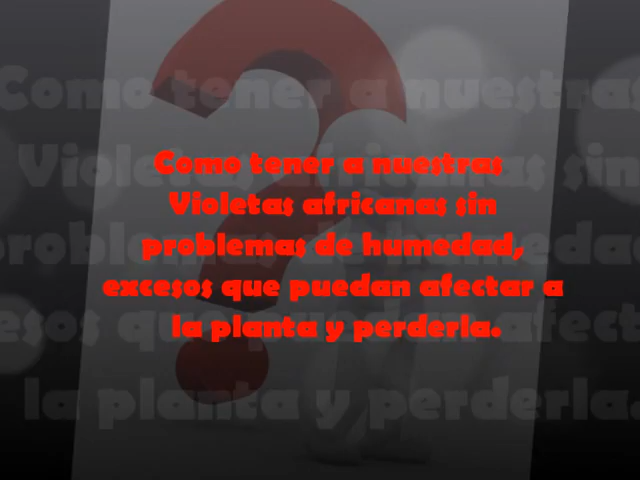 Como tener a nuestras
Violetas africanas sin
problemas de humedad,
excesos que puedan afectar a
la planta y perderla.